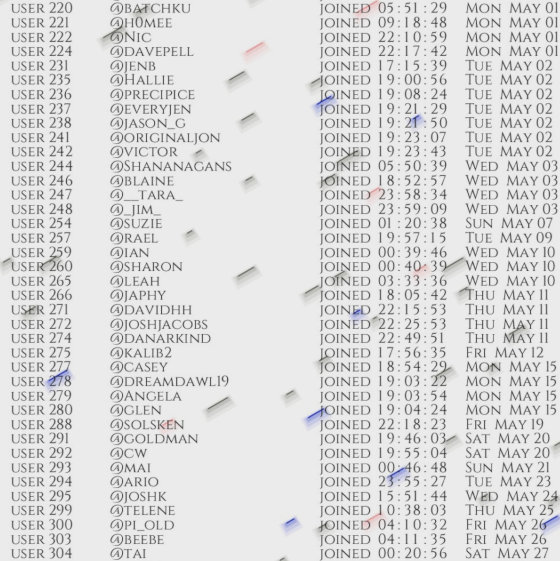 USER 220 @BATCHKU JOINED 05:51:29 MON MAY 01
USER 221 @H0MEE JOINED 09:18:48 MON MAY 01
USER 222 @NIC JOINED 22:10:59 MON MAY 01
USER 224 @DAVEPELL JOINED 22:17:42 MON MAY 01
USER 231 @JENB JOINED 17:15:39 TUE MAY 02
USER 235 @HALLIE JOINED 19:00:56 TUE MAY 02
USER 236 @PRECIPICE JOINED 19:08:24 TUE MAY 02
USER 237 @EVERYJEN JOINED 19:21:29 TUE MAY 02
USER 238 @JASON_G JOINED 19:21:50 TUE MAY 02
USER 241 @ORIGINALJON JOINED 19:23:07 TUE MAY 02
USER 242 @VICTOR JOINED 19:23:43 TUE MAY 02
USER 244 @SHANANAGANS JOINED 05:50:39 WED MAY 03
USER 246 @BLAINE JOINED 18:52:57 WED MAY 03
USER 247 @__TARA_ JOINED 23:58:34 WED MAY 03
USER 248 @_JIM_ JOINED 23:59:09 WED MAY 03
USER 254 @SUZIE JOINED 01:20:38 SUN MAY 07
USER 257 @RAEL JOINED 19:57:15 TUE MAY 09
USER 259 @IAN JOINED 00:39:46 WED MAY 10
USER 260 @SHARON JOINED 00:40:39 WED MAY 10
USER 265 @LEAH JOINED 03:33:36 WED MAY 10
USER 266 @JAPHY JOINED 18:05:42 THU MAY 11
USER 271 @DAVIDHH JOINED 22:15:53 THU MAY 11
USER 272 @JOSHJACOBS JOINED 22:25:53 THU MAY 11
USER 274 @DANARKIND JOINED 22:49:51 THU MAY 11
USER 275 @KALIB2 JOINED 17:56:35 FRI MAY 12
USER 277 @CASEY JOINED 18:54:29 MON MAY 15
USER 278 @DREAMDAWL19 JOINED 19:03:22 MON MAY 15
USER 279 @ANGELA JOINED 19:03:54 MON MAY 15
USER 280 @GLEN JOINED 19:04:24 MON MAY 15
USER 288 @SOLSKEN JOINED 22:18:23 FRI MAY 19
USER 291 @GOLDMAN JOINED 19:46:03 SAT MAY 20
USER 292 @CW JOINED 19:55:04 SAT MAY 20
USER 293 @MAI JOINED 00:46:48 SUN MAY 21
USER 294 @ARIO JOINED 23:55:27 TUE MAY 23
USER 295 @JOSHK JOINED 15:51:44 WED MAY 24
USER 299 @TELENE JOINED 10:38:03 THU MAY 25
USER 300 @PI_OLD JOINED 04:10:32 FRI MAY 26
USER 303 @BEEBE JOINED 04:11:35 FRI MAY 26
USER 304 @TAI JOINED 00:20:56 SAT MAY 27